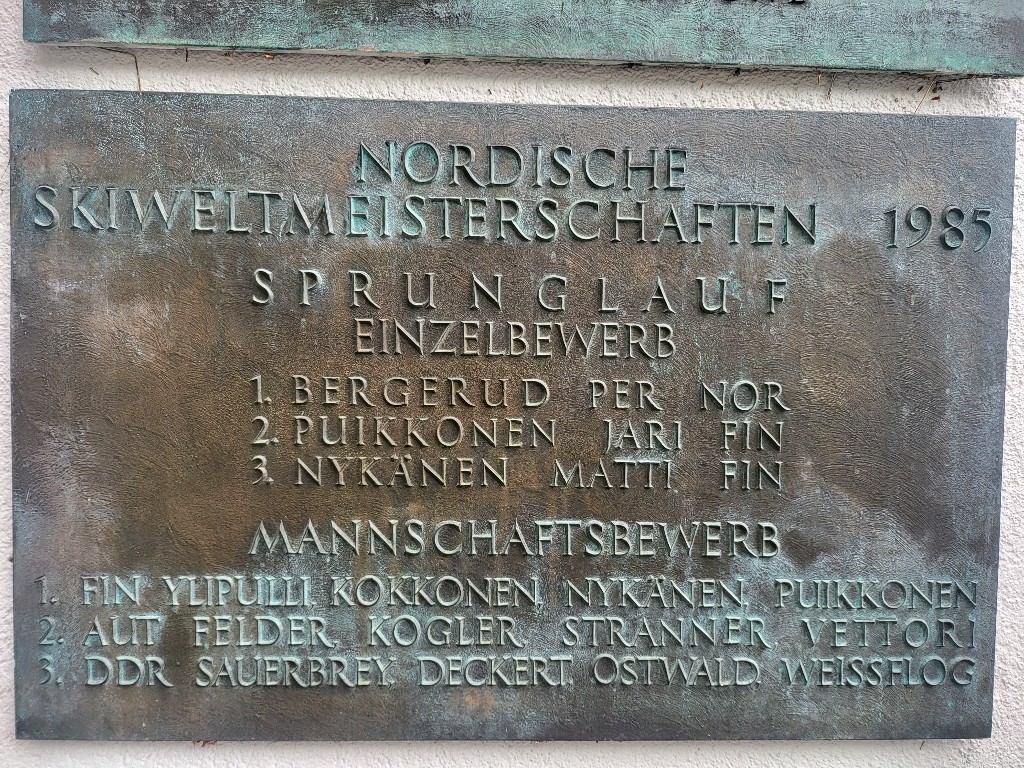 NORDISCHE
SKIWELTMEISTERSCHAFTEN 1985
SPRUNGLAUF
EINZELBEWERB
1. BERGERUD PER NOR
2. PUIKKONEN JARI FIN
3. NYKÄNEN MATTI FIN
MANNSCHAFTSBEWERB
1. FIN YLIPULLI, KOKKONEN, NYKÄNEN, PUIKKONEN
2. AUT FELDER, KOGLER, STRANNER, VETTORI
3. DDR SAUERBREY, DECKERT, OSTWALD, WEISSFLOG